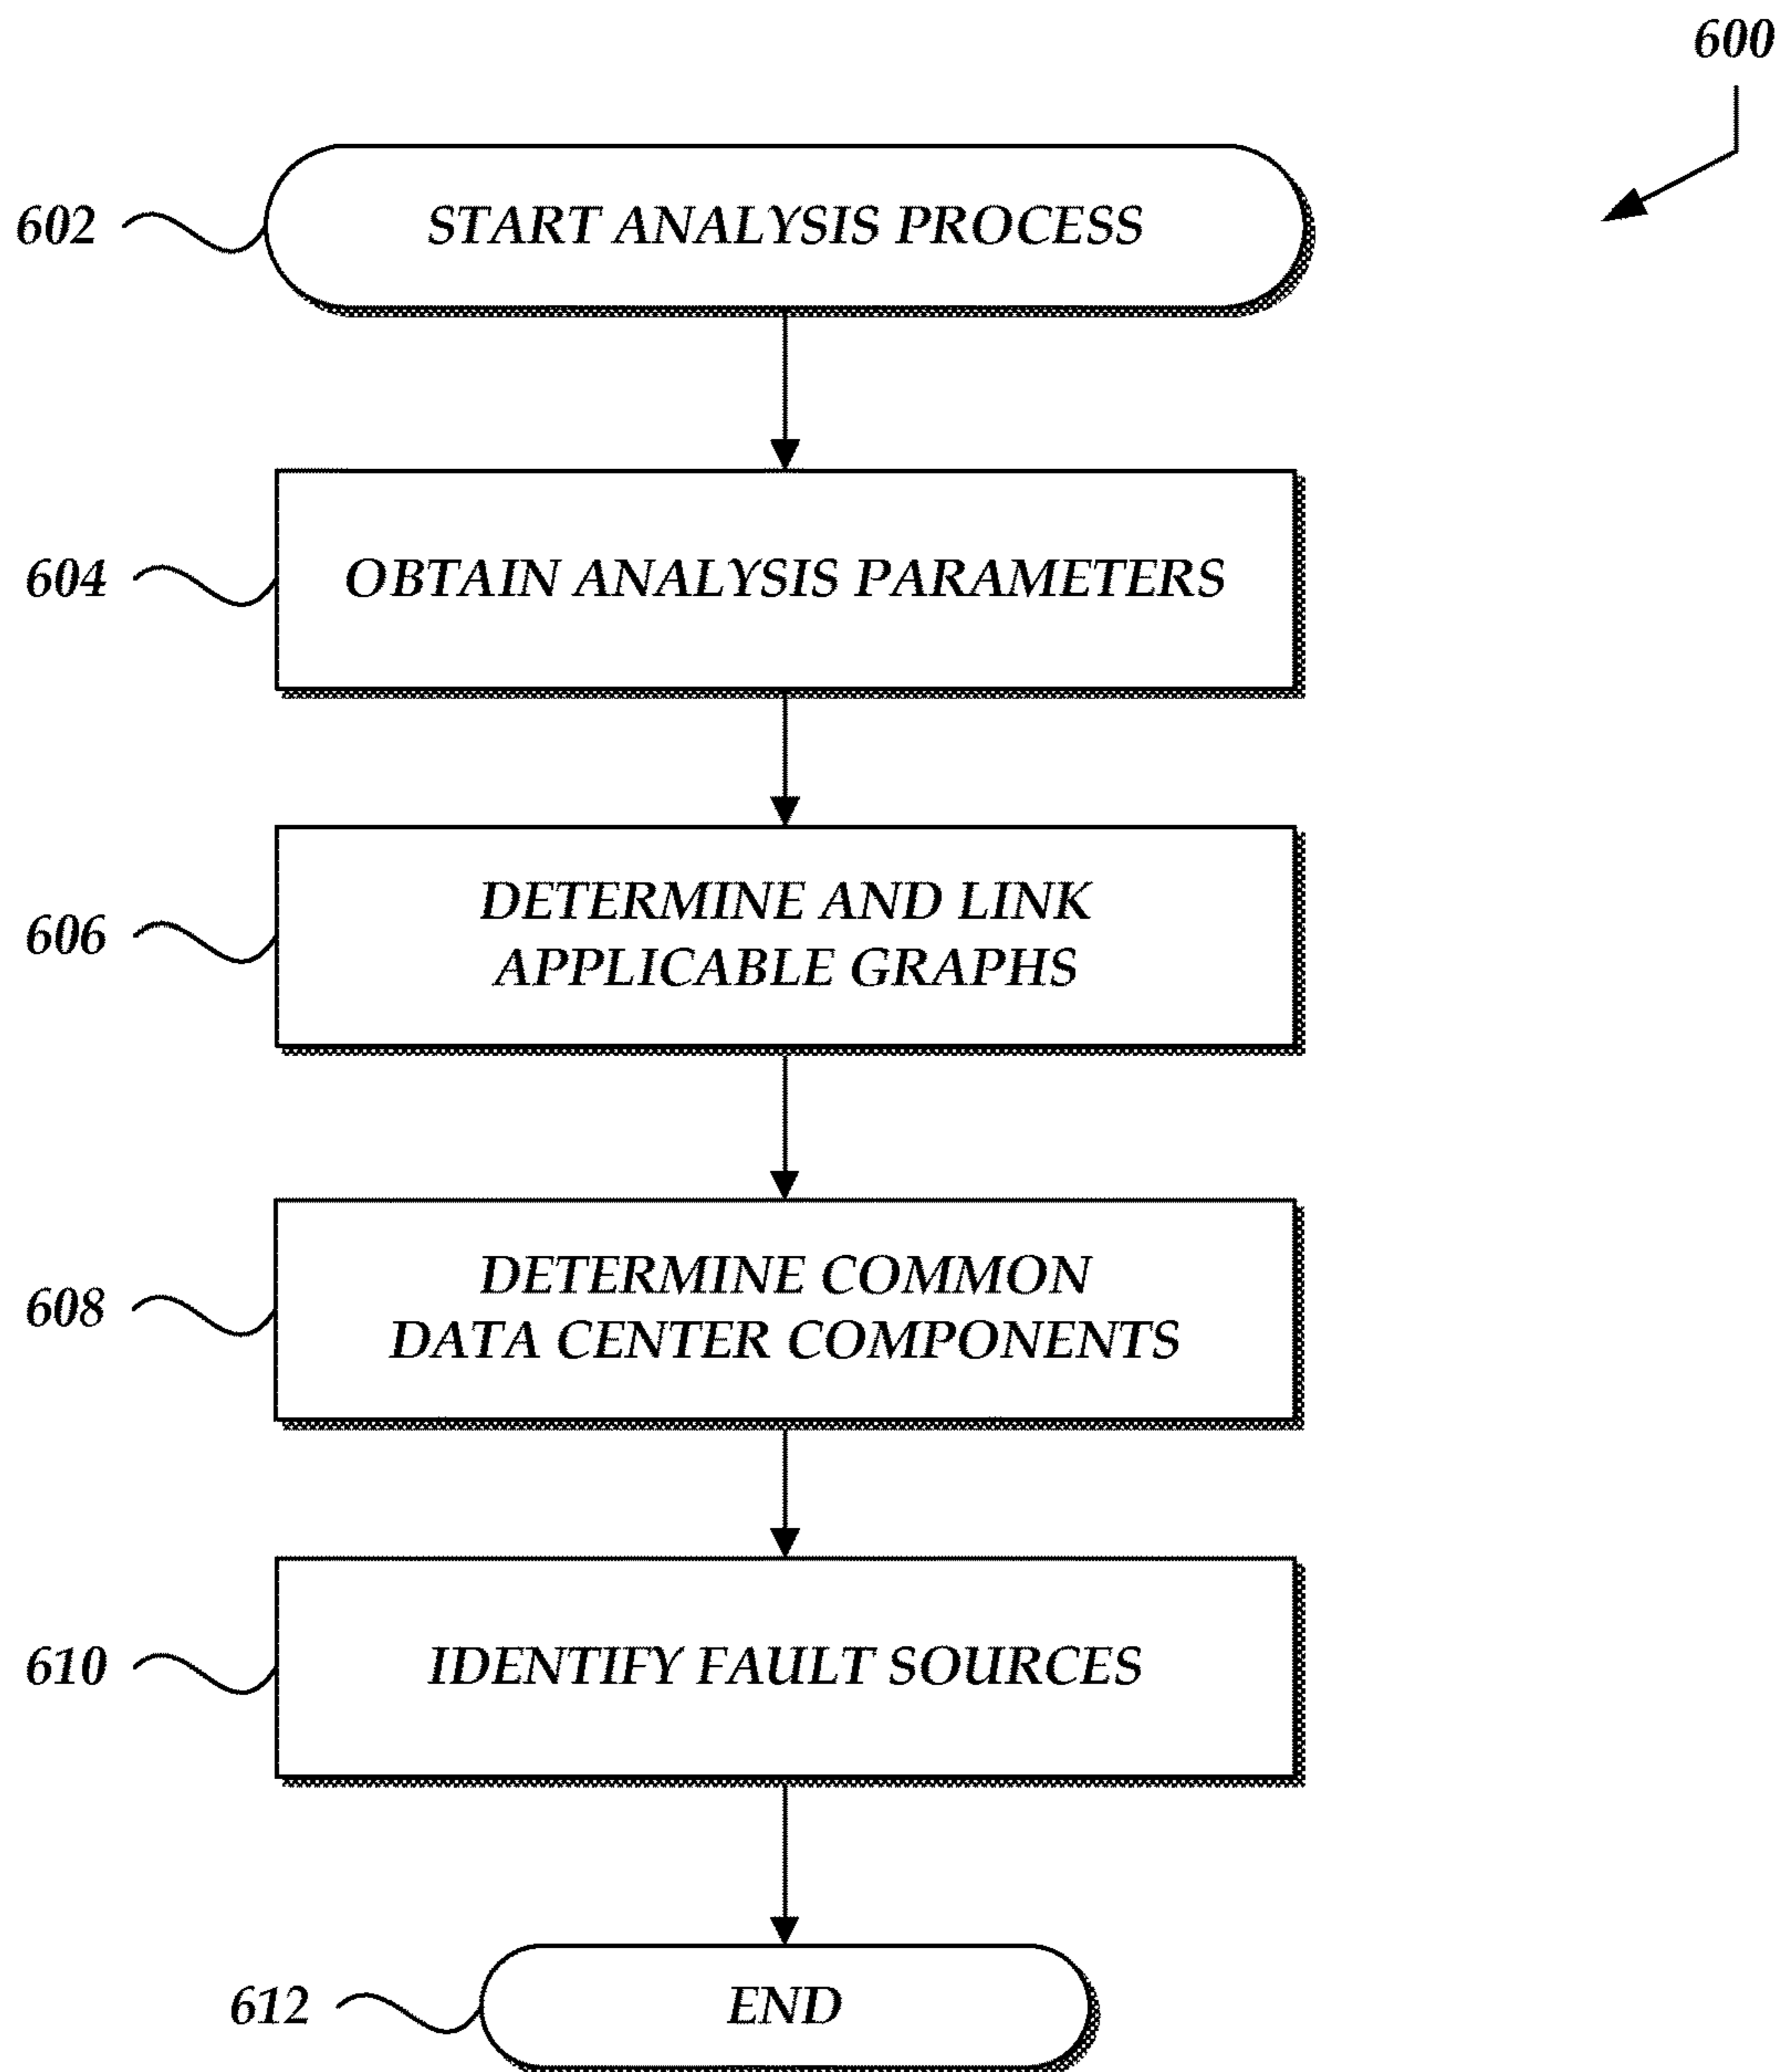 600
602
START ANALYSIS PROCESS
604
OBTAIN ANALYSIS PARAMETERS
606
DETERMINE AND LINK
APPLICABLE GRAPHS
608
DETERMINE COMMON
DATA CENTER COMPONENTS
610
IDENTIFY FAULT SOURCES
612
END